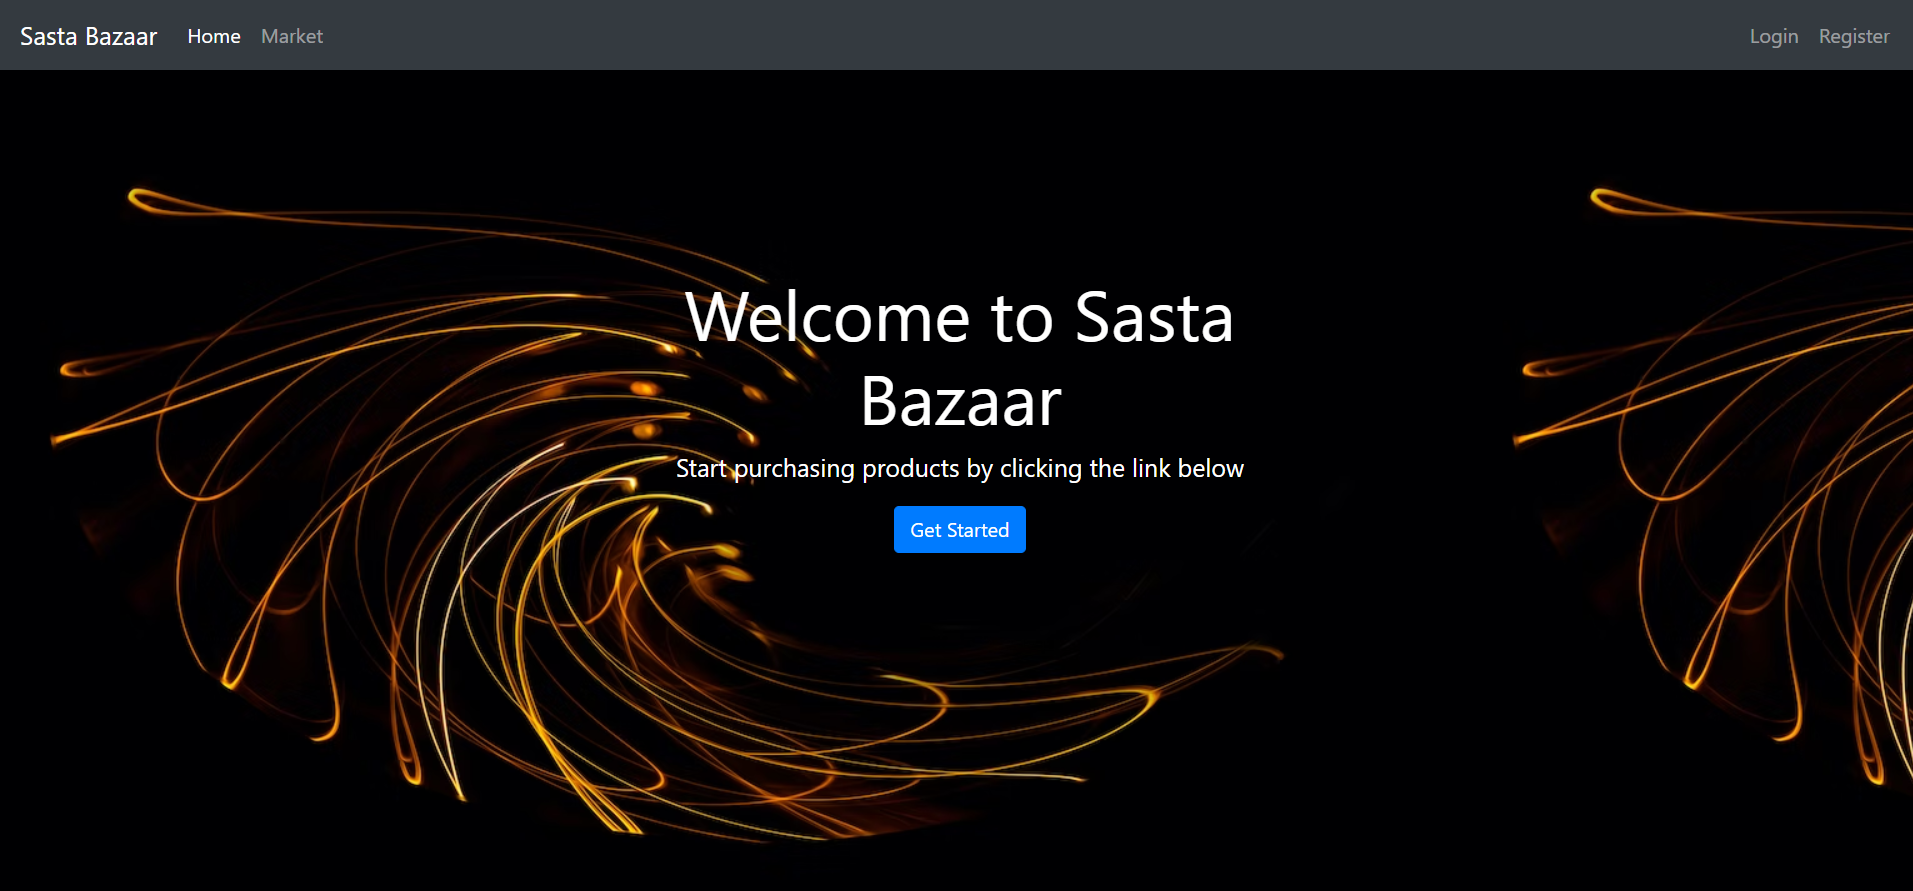 Sasta Bazaar Home Market Login Register
Welcome to Sasta
Bazaar
Start purchasing products by clicking the link below
Get Started